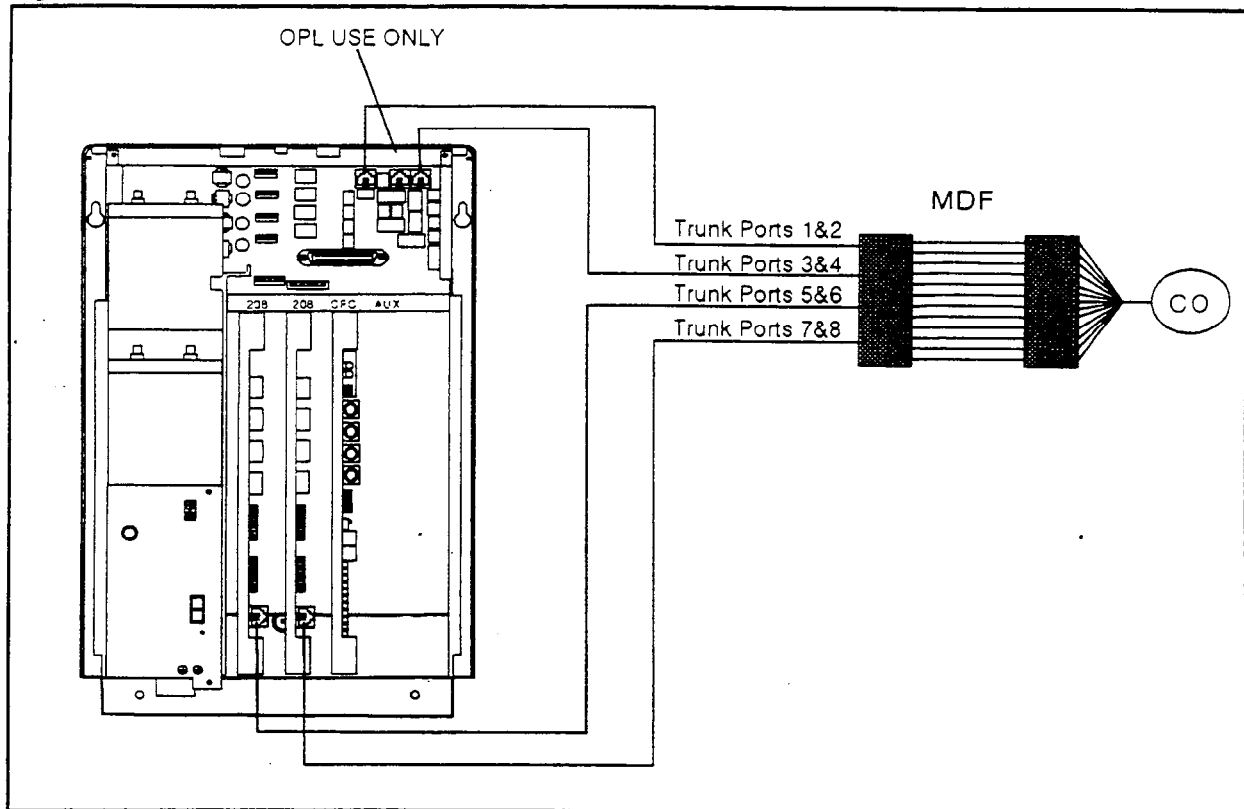 OPL USE ONLY
MDF
Trunk Ports 1&2
Trunk Ports 3&4
Trunk Ports 5&6
Trunk Ports 7&8
CO
208 208 CPC AUX